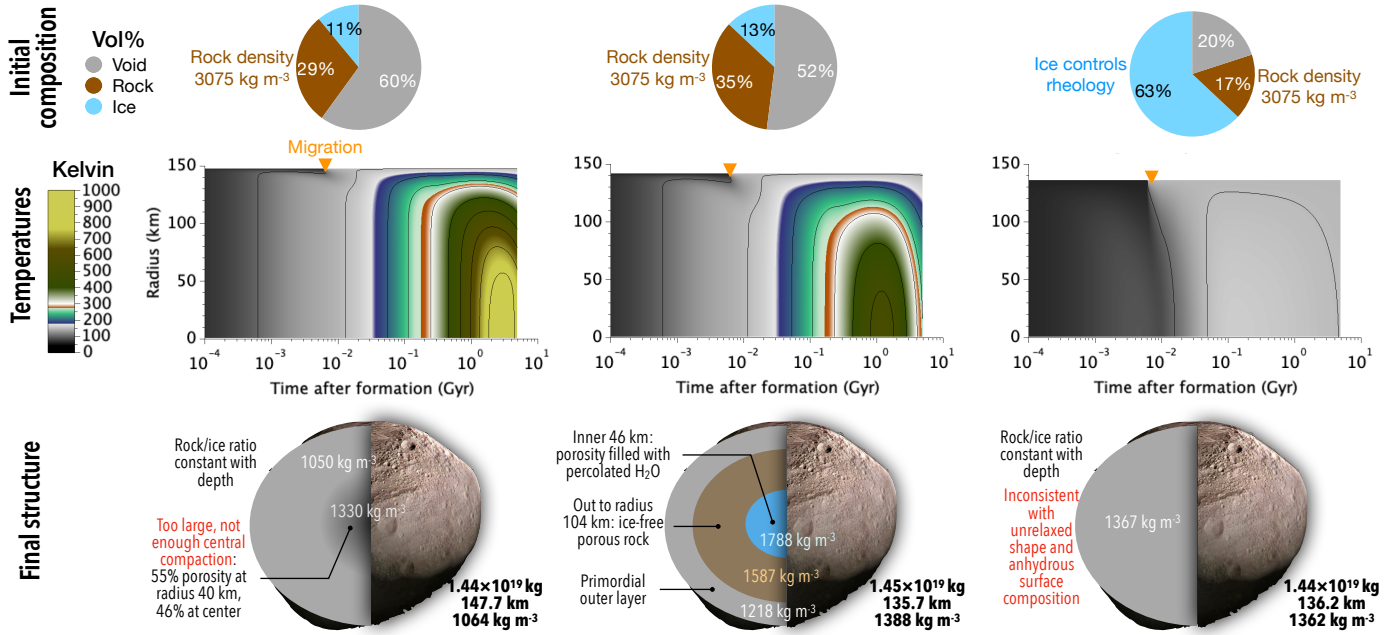 Initial composition
Vol%
Void
Rock
Ice
Rock density
3075 kg m-3
11%
29%
60%
Rock density
3075 kg m-3
13%
35%
52%
Ice controls
rheology
20%
17%
63%
Rock density
3075 kg m-3
Temperatures
Kelvin
1000
900
800
700
600
500
400
300
200
100
0
Migration
Radius (km)
150
100
50
0
10⁻⁴ 10⁻³ 10⁻² 10⁻¹ 10⁰ 10¹
Time after formation (Gyr)
150
100
50
0
10⁻⁴ 10⁻³ 10⁻² 10⁻¹ 10⁰ 10¹
Time after formation (Gyr)
150
100
50
0
10⁻⁴ 10⁻³ 10⁻² 10⁻¹ 10⁰ 10¹
Time after formation (Gyr)
Final structure
Rock/ice ratio
constant with
depth
Too large, not
enough central
compaction:
55% porosity at
radius 40 km,
46% at center
1050 kg m-3
1330 kg m-3
1.44×10¹⁹ kg
147.7 km
1064 kg m-3
Inner 46 km:
porosity filled with
percolated H₂O
Out to radius
104 km: ice-free
porous rock
Primordial
outer layer
1788 kg m-3
1587 kg m-3
1218 kg m-3
1.45×10¹⁹ kg
135.7 km
1388 kg m-3
Rock/ice ratio
constant with
depth
Inconsistent
with
unrelaxed
shape and
anhydrous
surface
composition
1367 kg m-3
1.44×10¹⁹ kg
136.2 km
1362 kg m-3